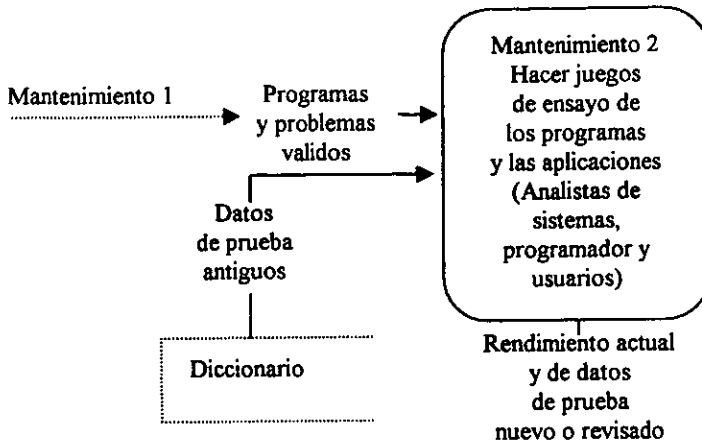 Mantenimiento 1
Programas
y problemas
validos
Mantenimiento 2
Hacer juegos
de ensayo de
los programas
y las aplicaciones
(Analistas de
sistemas,
programador y
usuarios)
Datos
de prueba
antiguos
Diccionario
Rendimiento actual
y de datos
de prueba
nuevo o revisado